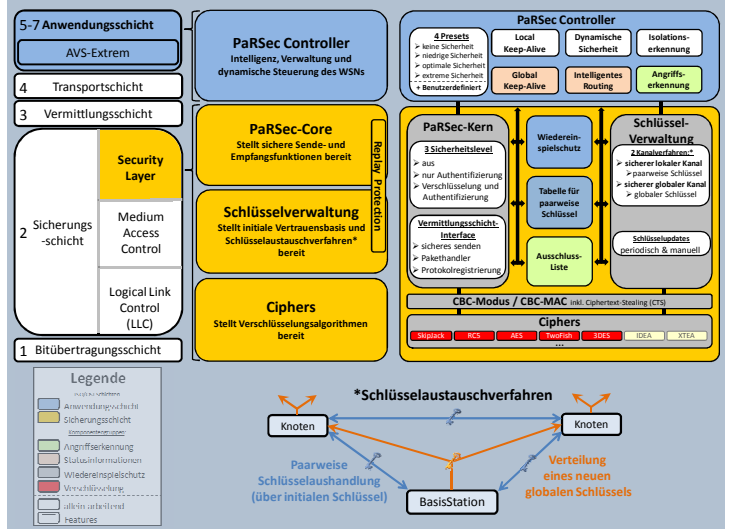 5-7 Anwendungsschicht
AVS-Extrem
4 Transportschicht
3 Vermittlungsschicht
2 Sicherungs
-schicht
Security
Layer
Medium
Access
Control
Logical Link
Control
(LLC)
1 Bitübertragungsschicht
PaRSec Controller
Intelligenz, Verwaltung und
dynamische Steuerung des WSNs
PaRSec-Core
Stellt sichere Sende- und
Empfangsfunktionen bereit
Schlüsselverwaltung
Stellt initiale Vertrauensbasis und
Schlüsselaustauschverfahren*
bereit
Replay Protection
Ciphers
Stellt Verschlüsselungsalgorithmen
bereit
PaRSec Controller
4 Presets
keine Sicherheit
niedrige Sicherheit
optimale Sicherheit
extreme Sicherheit
+ Benutzerdefiniert
Local
Keep-Alive
Dynamische
Sicherheit
Isolations-
erkennung
Global
Keep-Alive
Intelligentes
Routing
Angriffs-
erkennung
PaRSec-Kern
3 Sicherheitslevel
aus
nur Authentifizierung
Verschlüsselung und
Authentifizierung
Vermittlungsschicht-
Interface
sicheres senden
Pakethandler
Protokolregistrierung
Wiederein-
spielschutz
Tabelle für
paarweise
Schlüssel
Ausschluss-
Liste
Schlüssel-
Verwaltung
2 Kanalverfahren:*
sicherer lokaler Kanal
paarweise Schlüssel
sicherer globaler Kanal
globaler Schlüssel
Schlüsselupdates
periodisch & manuell
CBC-Modus / CBC-MAC inkl. Ciphertext-Stealing (CTS)
Ciphers
SkipJack RC5 AES TwoFish 3DES IDEA XTEA
...
Legende
Anwendungsschicht
Sicherungsschicht
Komponentengruppen:
Angriffserkennung
Statusinformationen
Wiedereinspielschutz
Verschlüsselung
allein arbeitend
Features
*Schlüsselaustauschverfahren
Knoten
Knoten
Paarweise
Schlüsselaushandlung
(über initialen Schlüssel)
BasisStation
Verteilung
eines neuen
globalen Schlüssels